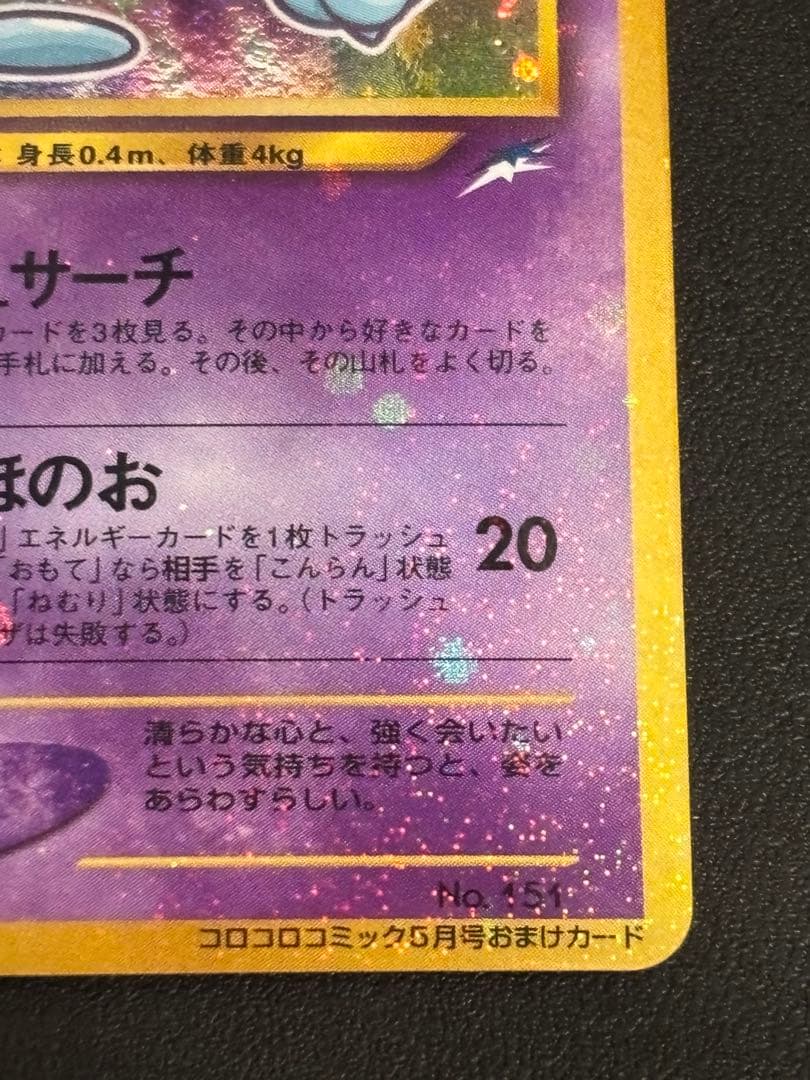 身長0.4m、体重4kg
サーチ
カードを3枚見る。その中から好きなカードを
手札に加える。その後、その山札をよく切る。
ほのお
」エネルギーカードを1枚トラッシュ
「おもて」なら相手を「こんらん」状態
20
「ねむり」状態にする。(トラッシュ
ザは失敗する。)
清らかな心と、強く会いたい
という気持ちを持つと、姿を
あらわすらしい。
No. 151
コロコロコミック5月号おまけカード